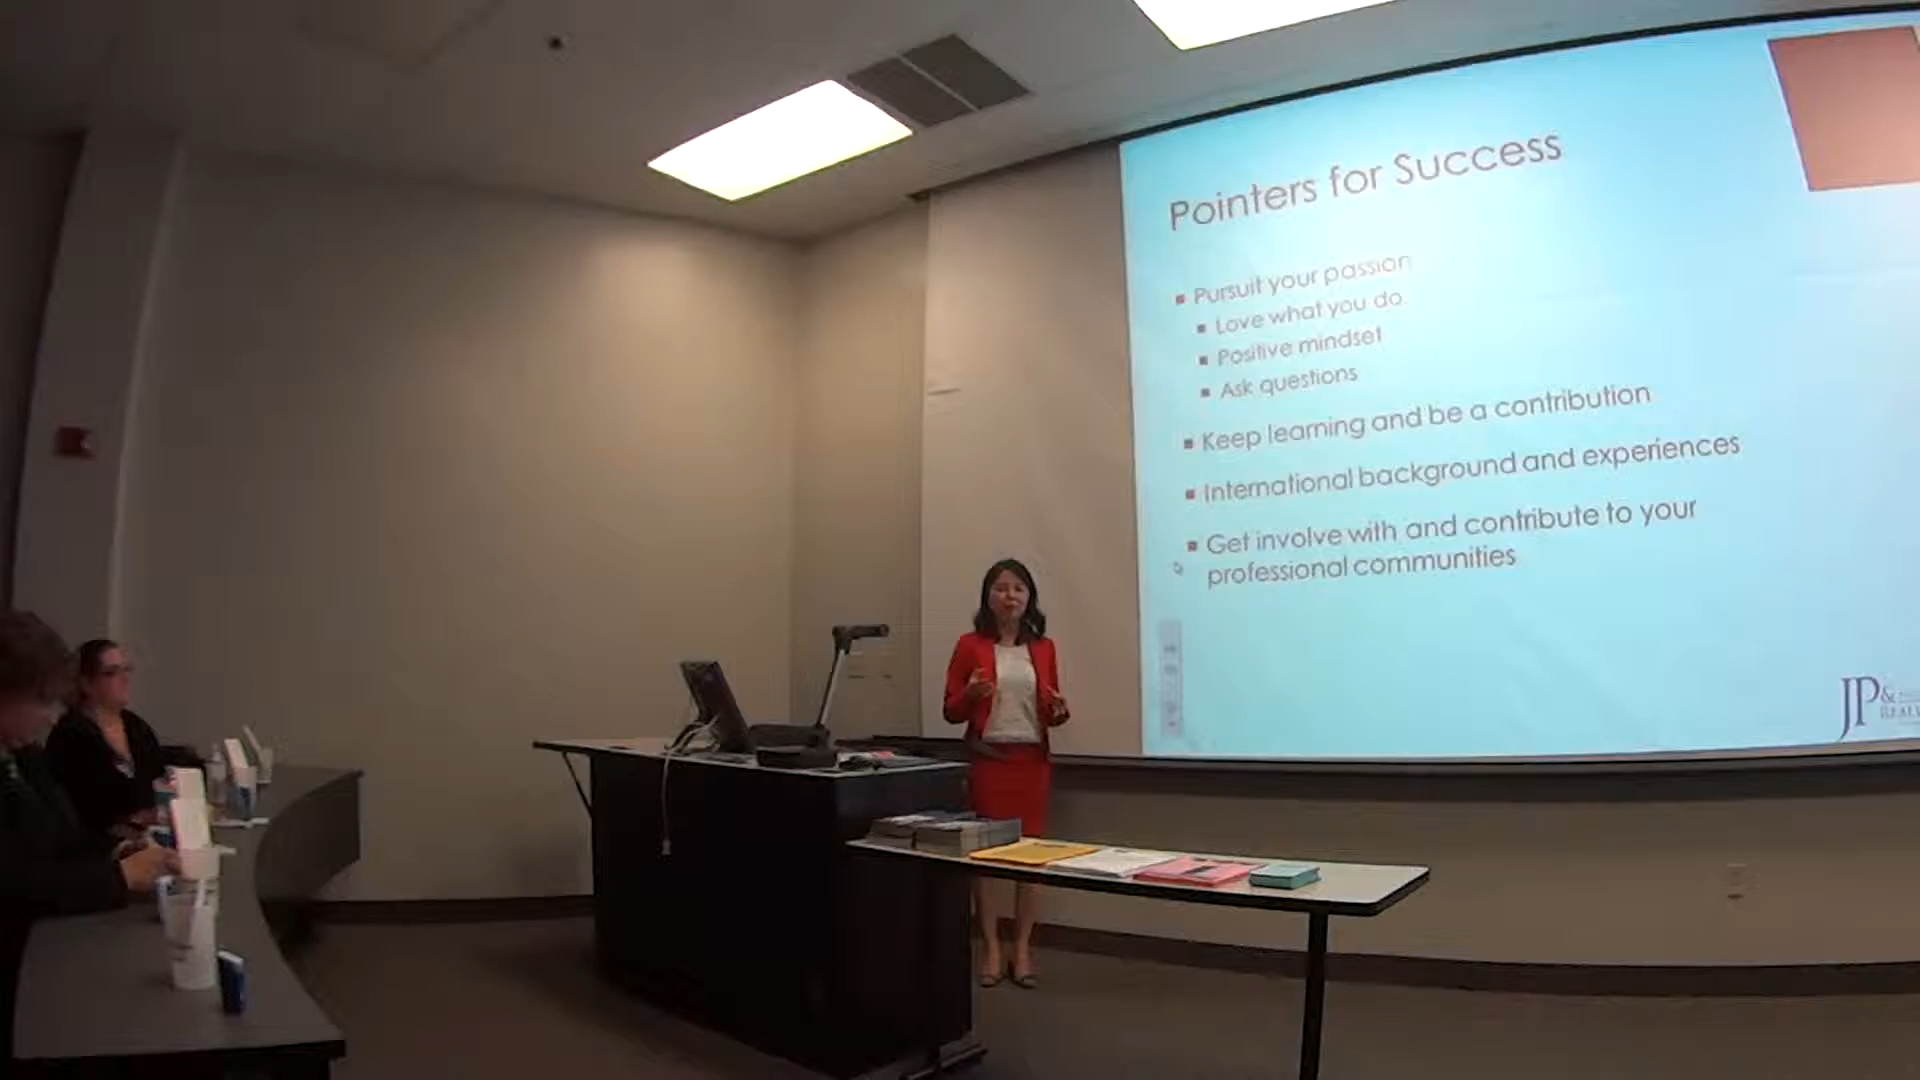 Pointers for Success
Pursuit your passion
Love what you do
Positive mindset
Ask questions
Keep learning and be a contribution
International background and experiences
Get involve with and contribute to your
professional communities
JP &